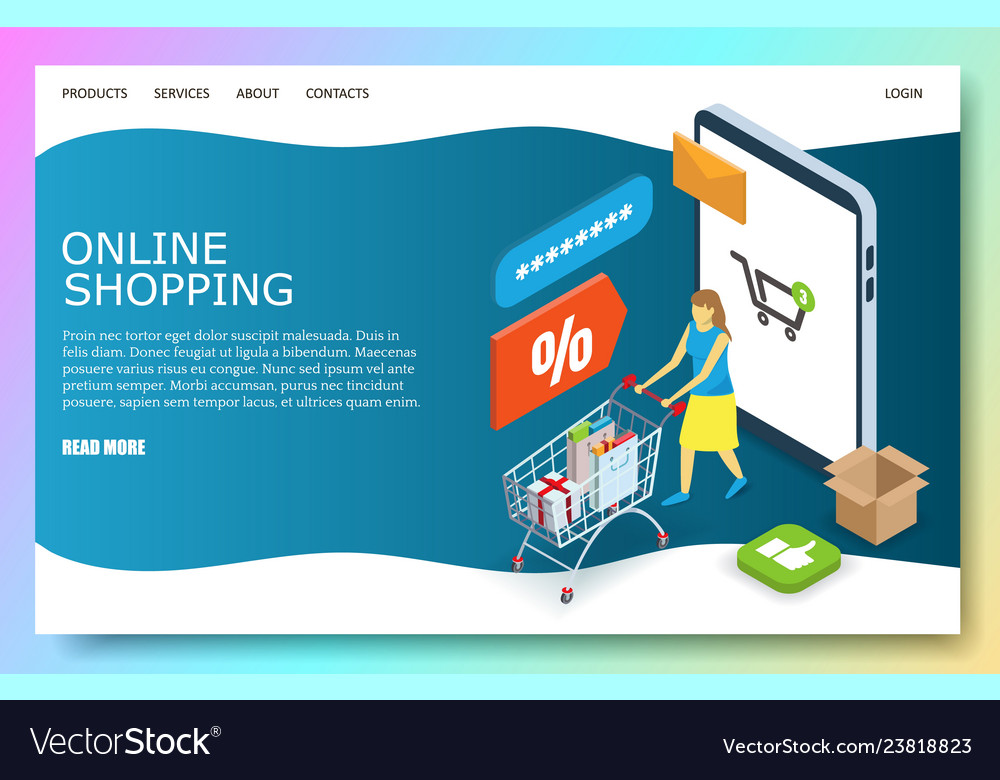 PRODUCTS SERVICES ABOUT CONTACTS LOGIN
********
%
3
ONLINE
SHOPPING
Proin nec tortor eget dolor suscipit malesuada. Duis in
felis diam. Donec feugiat ut ligula a bibendum. Maecenas
posuere varius risus eu congue. Nunc sed ipsum vel ante
pretium semper. Morbi accumsan, purus nec tincidunt
posuere, sapien sem tempor lacus, et ultrices quam enim.
READ MORE
VectorStock®
VectorStock.com/23818823